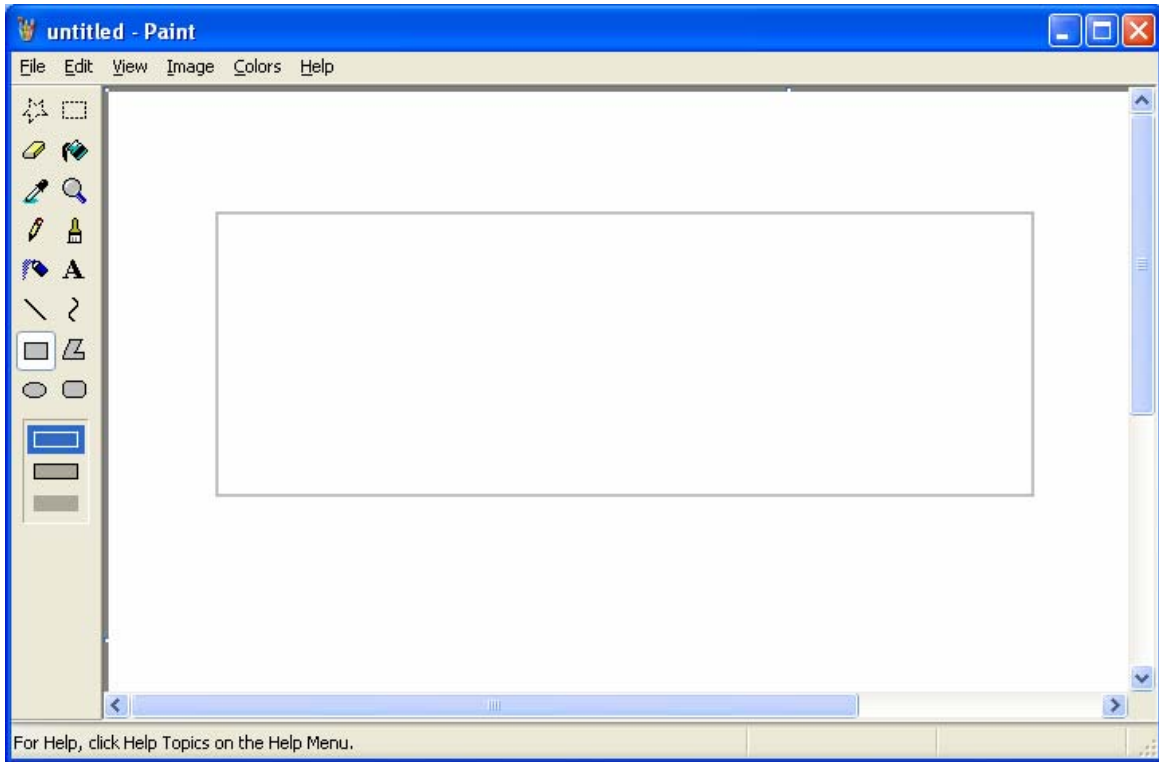 untitled - Paint
File Edit View Image Colors Help
A
For Help, click Help Topics on the Help Menu.